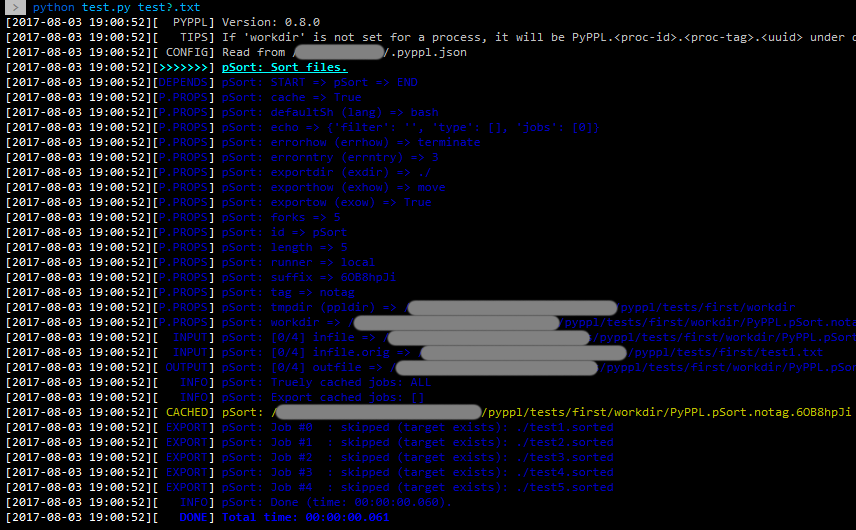 > python test.py test?.txt
[2017-08-03 19:00:52][  PYPPL] Version: 0.8.0
[2017-08-03 19:00:52][   TIPS] If 'workdir' is not set for a process, it will be PyPPL.<proc-id>.<proc-tag>.<uuid> under
[2017-08-03 19:00:52][ CONFIG] Read from / /.pyppl.json
[2017-08-03 19:00:52][>>>>>>>] pSort: Sort files.
[2017-08-03 19:00:52][DEPENDS] pSort: START => pSort => END
[2017-08-03 19:00:52][P.PROPS] pSort: cache => True
[2017-08-03 19:00:52][P.PROPS] pSort: defaultSh (lang) => bash
[2017-08-03 19:00:52][P.PROPS] pSort: echo => {'filter': '', 'type': [], 'jobs': [0]}
[2017-08-03 19:00:52][P.PROPS] pSort: errorhow (errhow) => terminate
[2017-08-03 19:00:52][P.PROPS] pSort: errorntry (errntry) => 3
[2017-08-03 19:00:52][P.PROPS] pSort: exportdir (exdir) => ./
[2017-08-03 19:00:52][P.PROPS] pSort: exporthow (exhow) => move
[2017-08-03 19:00:52][P.PROPS] pSort: exportow (exow) => True
[2017-08-03 19:00:52][P.PROPS] pSort: forks => 5
[2017-08-03 19:00:52][P.PROPS] pSort: id => pSort
[2017-08-03 19:00:52][P.PROPS] pSort: length => 5
[2017-08-03 19:00:52][P.PROPS] pSort: runner => local
[2017-08-03 19:00:52][P.PROPS] pSort: suffix => 6OB8hpJi
[2017-08-03 19:00:52][P.PROPS] pSort: tag => notag
[2017-08-03 19:00:52][P.PROPS] pSort: tmpdir (ppldir) => / pyppl/tests/first/workdir
[2017-08-03 19:00:52][P.PROPS] pSort: workdir => / pyppl/tests/first/workdir/PyPPL.pSort.nota
[2017-08-03 19:00:52][  INPUT] pSort: [0/4] infile => / /pyppl/tests/first/workdir/PyPPL.pSor
[2017-08-03 19:00:52][  INPUT] pSort: [0/4] infile.orig => /pyppl/tests/first/test1.txt
[2017-08-03 19:00:52][ OUTPUT] pSort: [0/4] outfile => / /pyppl/tests/first/workdir/PyPPL.pSo
[2017-08-03 19:00:52][   INFO] pSort: Truely cached jobs: ALL
[2017-08-03 19:00:52][   INFO] pSort: Export cached jobs: []
[2017-08-03 19:00:52][ CACHED] pSort: / /pyppl/tests/first/workdir/PyPPL.pSort.notag.6OB8hpJi
[2017-08-03 19:00:52][ EXPORT] pSort: Job #0  : skipped (target exists): ./test1.sorted
[2017-08-03 19:00:52][ EXPORT] pSort: Job #1  : skipped (target exists): ./test2.sorted
[2017-08-03 19:00:52][ EXPORT] pSort: Job #2  : skipped (target exists): ./test3.sorted
[2017-08-03 19:00:52][ EXPORT] pSort: Job #3  : skipped (target exists): ./test4.sorted
[2017-08-03 19:00:52][ EXPORT] pSort: Job #4  : skipped (target exists): ./test5.sorted
[2017-08-03 19:00:52][   INFO] pSort: Done (time: 00:00:00.060).
[2017-08-03 19:00:52][   DONE] Total time: 00:00:00.061